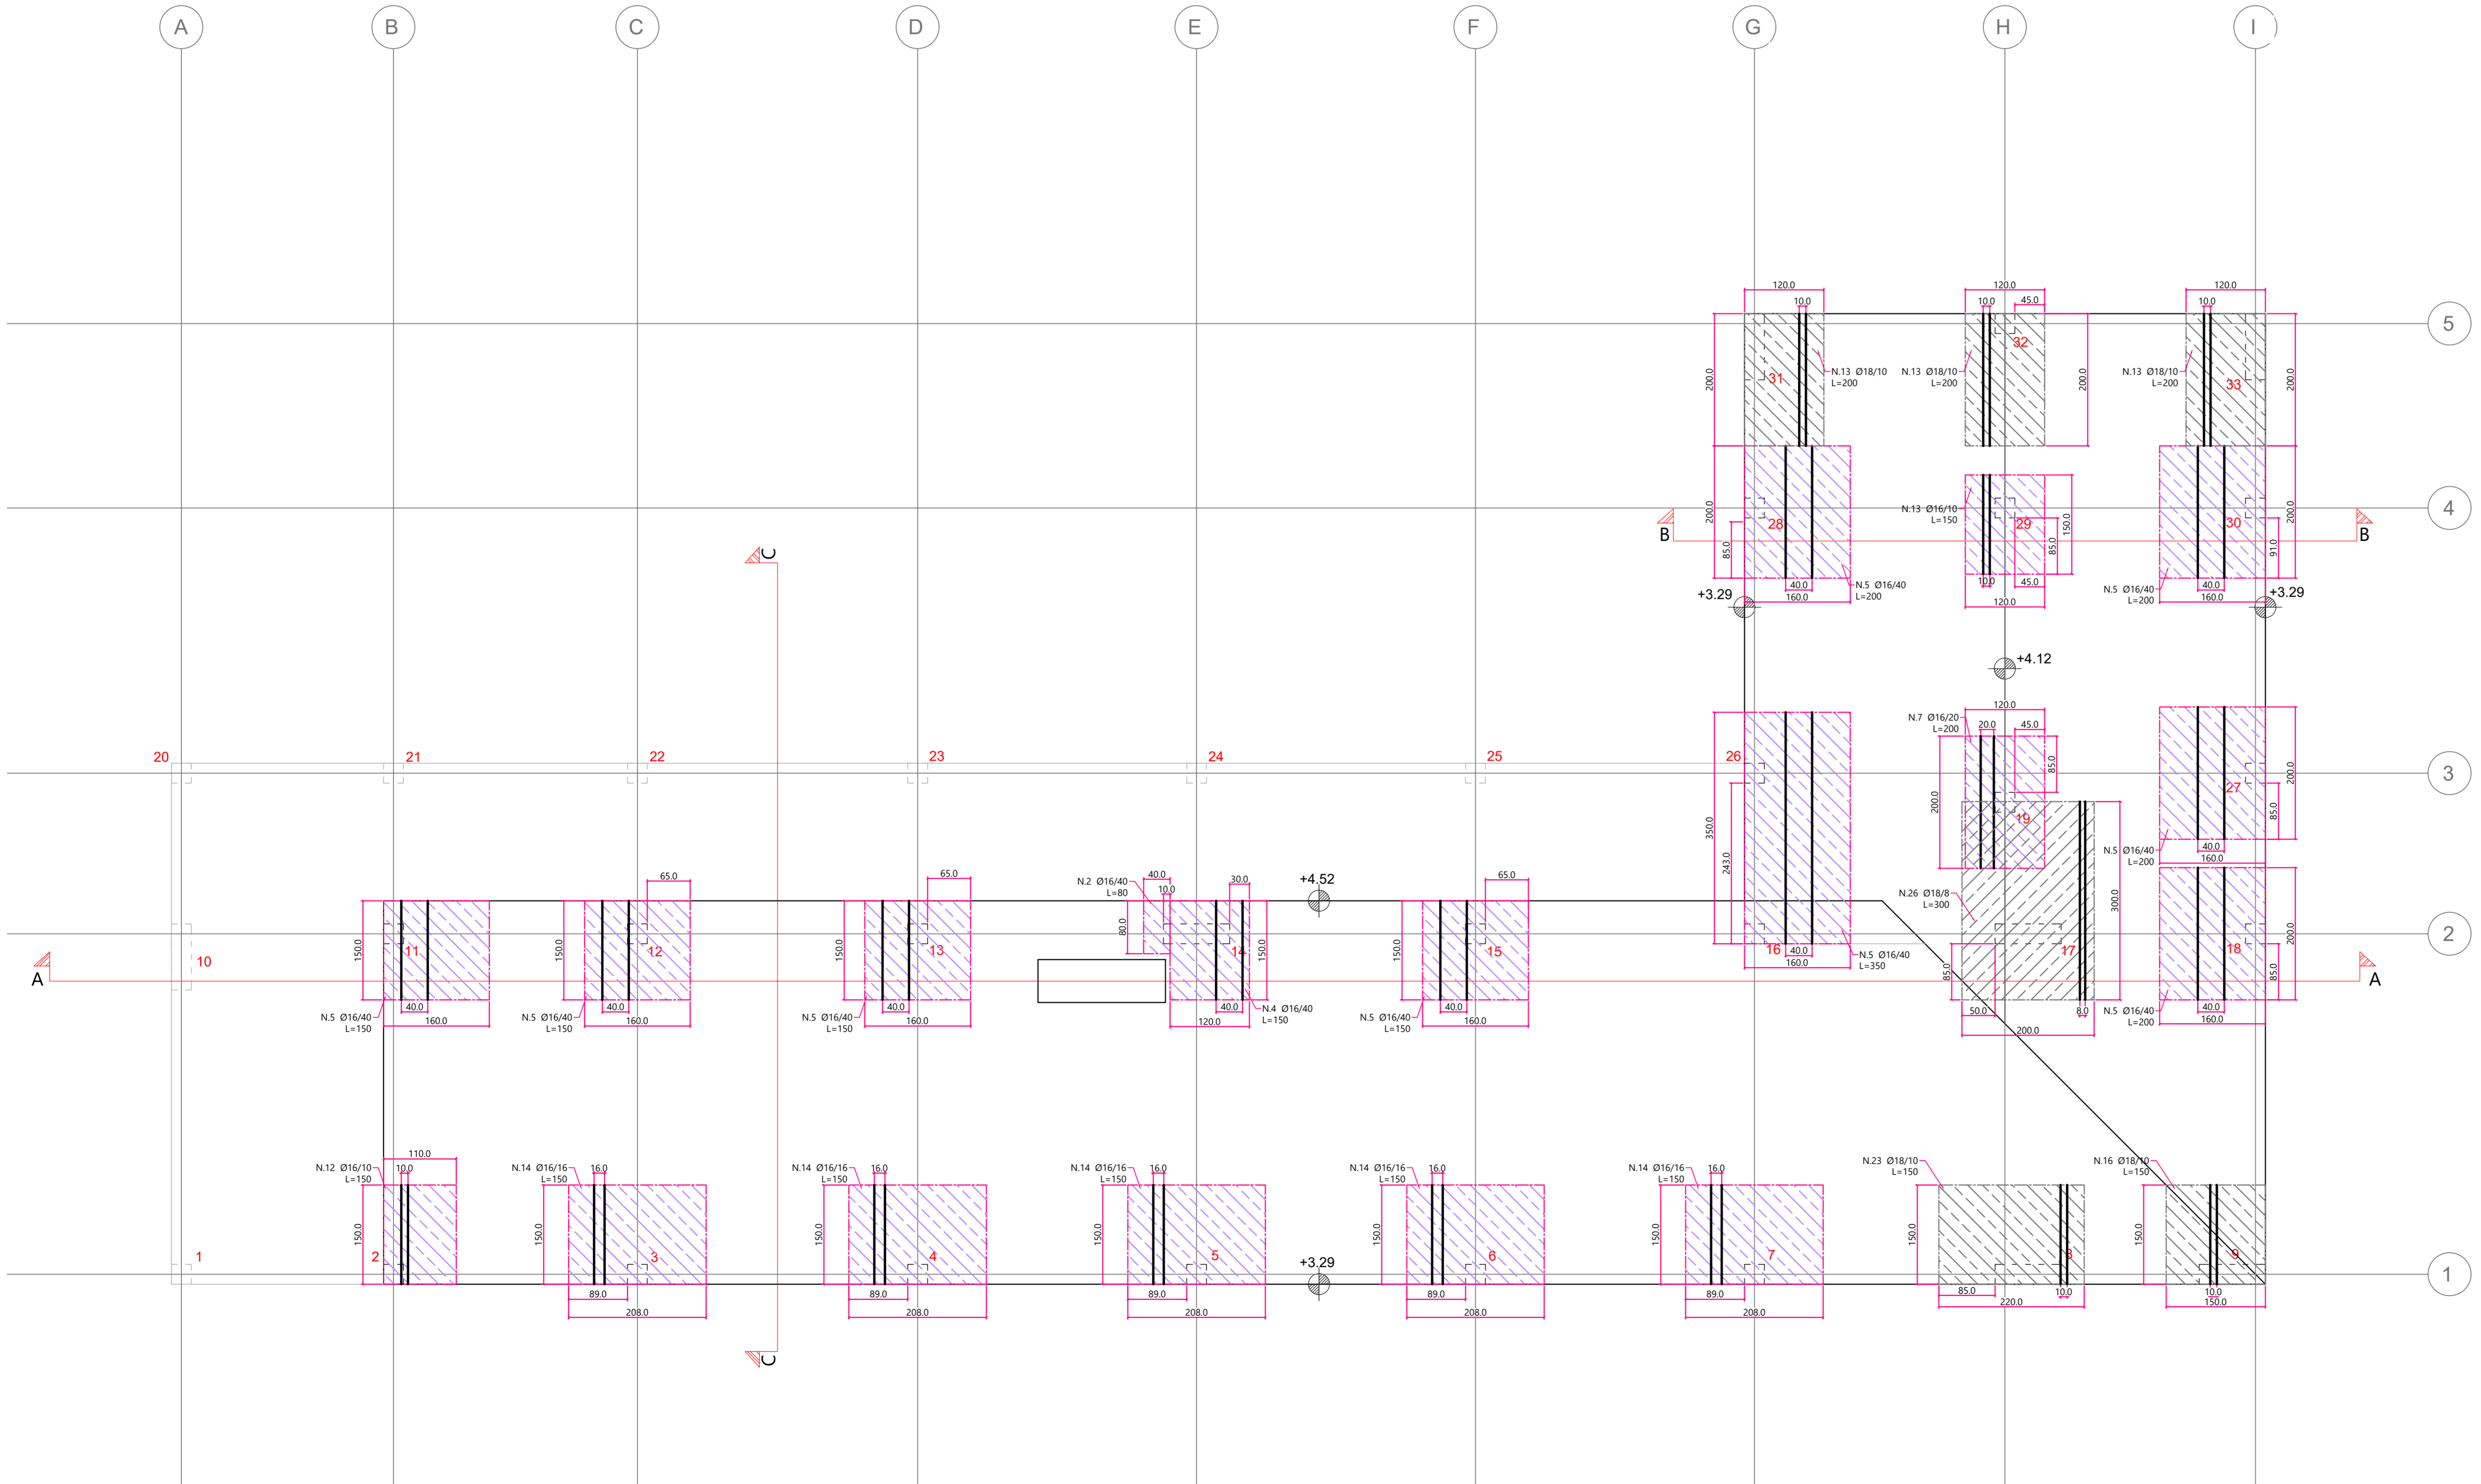 A B C D E F G H I
120.0 120.0 120.0
10.0 10.0 45.0 10.0
5
32
200.0 31 N.13 Ø18/10 N.13 Ø18/10 200.0 N.13 Ø18/10 33 200.0
L=200 L=200 L=200
4
200.0 28 N.13 Ø16/10 29 150.0 30 200.0
L=150
B B
85.0 85.0 91.0
C
10.0 45.0
40.0 N.5 Ø16/40 N.5 Ø16/40 40.0
160.0 L=200 120.0 L=200 160.0
+3.29 +3.29
+4.12
120.0
N.7 Ø16/20 20.0 45.0
L=200
20 21 22 23 24 25 26
85.0 200.0
3
27
350.0 200.0 19 85.0
N.5 Ø16/40 40.0
L=200 160.0
243.0
65.0 65.0 N.2 Ø16/40 40.0 30.0 +4.52 65.0
L=80 10.0
N.26 Ø18/8 300.0
L=300
80.0
2
150.0 11 150.0 12 150.0 13 14 150.0 150.0 15 16 17 18 200.0
10
40.0 N.5 Ø16/40 85.0 85.0
160.0 L=350
A A
N.5 Ø16/40 40.0 N.5 Ø16/40 40.0 N.5 Ø16/40 40.0 40.0 N.4 Ø16/40 N.5 Ø16/40 40.0 50.0 8.0 N.5 Ø16/40 40.0
L=150 160.0 L=150 160.0 L=150 160.0 120.0 L=150 L=150 160.0 200.0 L=200 160.0
110.0
N.12 Ø16/10 10.0 N.14 Ø16/16 16.0 N.14 Ø16/16 16.0 N.14 Ø16/16 16.0 N.14 Ø16/16 16.0 N.14 Ø16/16 16.0 N.23 Ø18/10 N.16 Ø18/10
L=150 L=150 L=150 L=150 L=150 L=150 L=150 L=150
150.0 150.0 150.0 150.0 150.0 150.0 150.0 150.0
1 2 3 4 5 +3.29 6 7 8 9
1
89.0 89.0 89.0 89.0 89.0 85.0 10.0 10.0
208.0 208.0 208.0 208.0 208.0 220.0 150.0
C